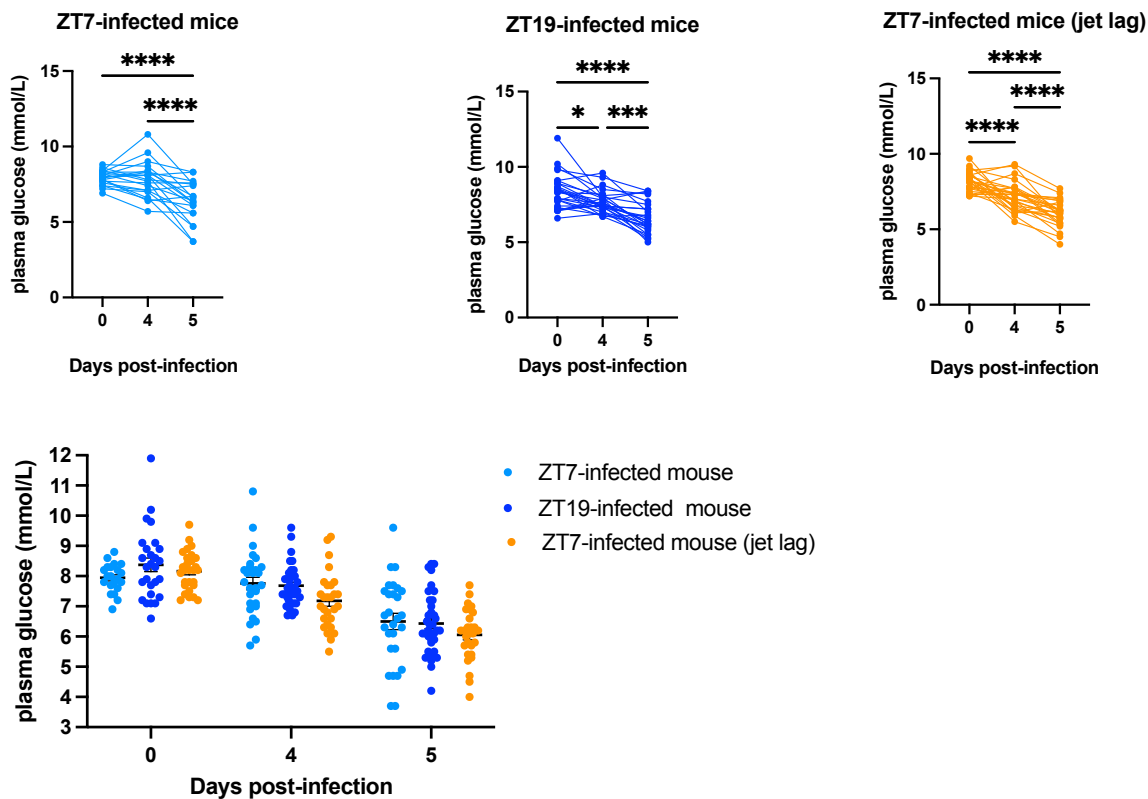 ZT7-infected mice
****
****
15
10
5
0
plasma glucose (mmol/L)
0 4 5
Days post-infection
ZT19-infected mice
****
* ***
15
10
5
0
plasma glucose (mmol/L)
0 4 5
Days post-infection
ZT7-infected mice (jet lag)
****
****
****
15
10
5
0
plasma glucose (mmol/L)
0 4 5
Days post-infection
12
11
10
9
8
7
6
5
4
3
plasma glucose (mmol/L)
0 4 5
Days post-infection
ZT7-infected mouse
ZT19-infected mouse
ZT7-infected mouse (jet lag)